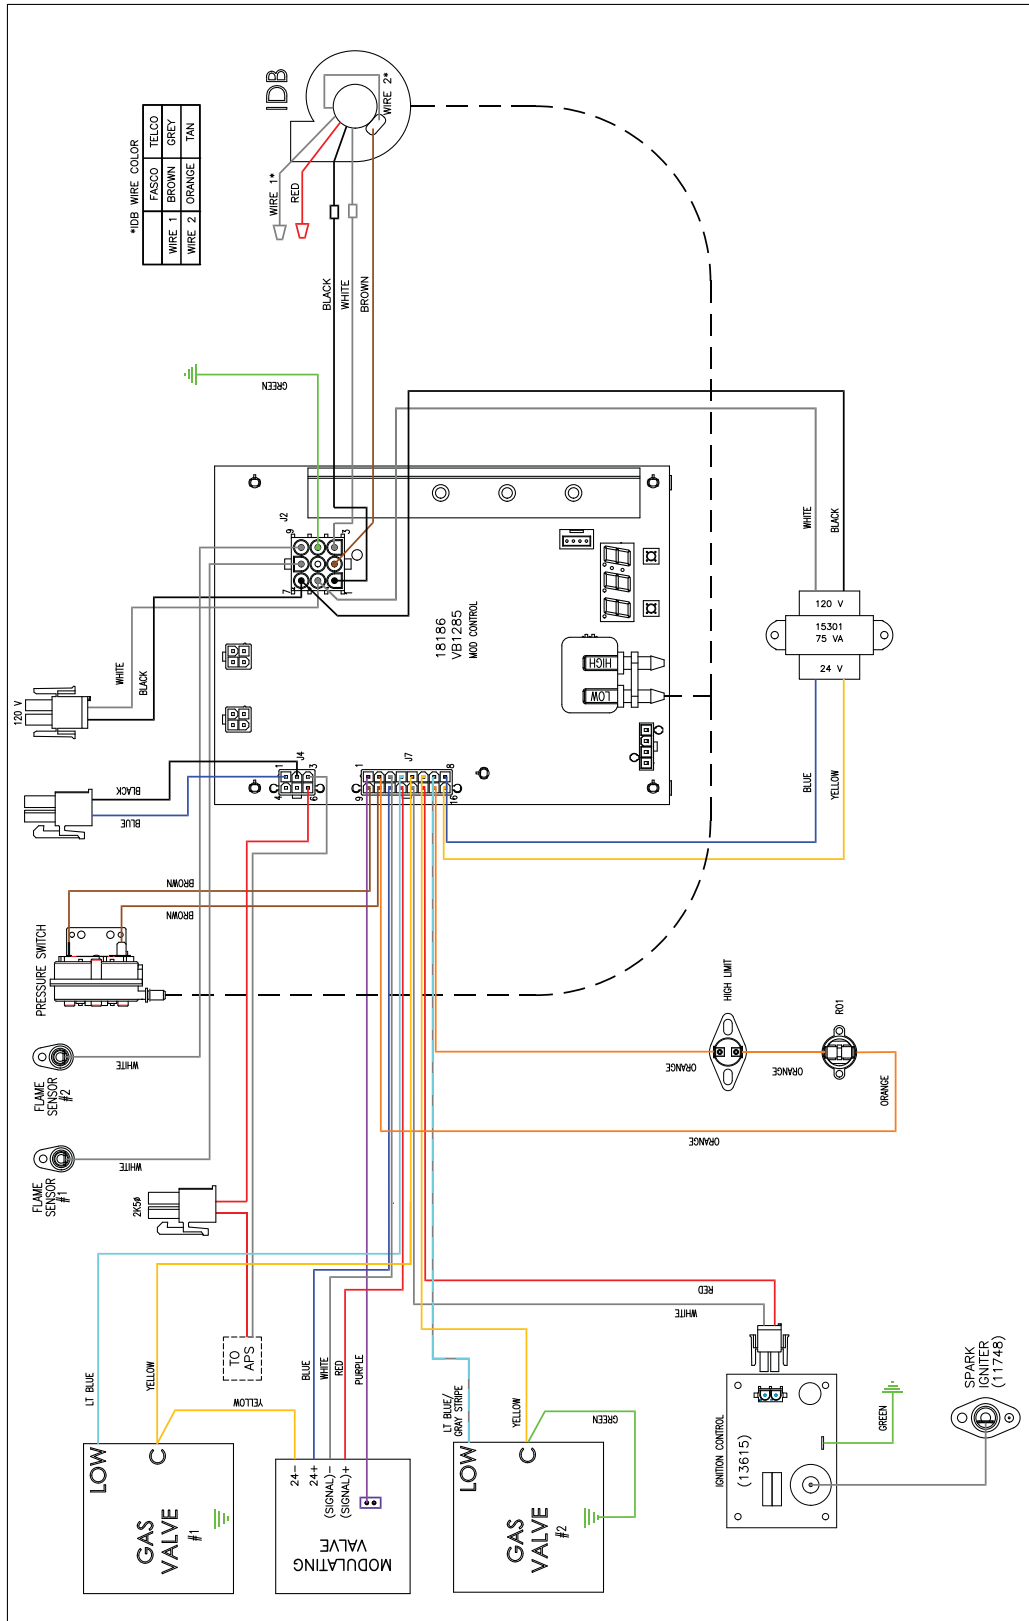 IDB
WIRE 2*
*IDB WIRE COLOR
FASCO TELCO
WIRE 1 BROWN GREY
WIRE 2 ORANGE TAN
WIRE 1*
RED
BLACK
WHITE
BROWN
GREEN
J2
9
3
7
1
18186
VB1285
MOD CONTROL
HIGH
LOW
WHITE
BLACK
120 V
15301
75 VA
24 V
BLUE
YELLOW
120 V
WHITE
BLACK
BLACK
BLUE
J4
1
3
4
6
J7
1
8
9
16
BROWN
BROWN
PRESSURE SWITCH
FLAME
SENSOR
#2
WHITE
FLAME
SENSOR
#1
WHITE
HIGH LIMIT
RO1
ORANGE
ORANGE
ORANGE
ORANGE
2K5ø
TO
APS
LT BLUE
YELLOW
YELLOW
BLUE
WHITE
RED
PURPLE
LT BLUE/
GRAY STRIPE
YELLOW
GREEN
RED
WHITE
LOW
C
GAS
VALVE
#1
24-
24+
(SIGNAL)-
(SIGNAL)+
MODULATING
VALVE
LOW
C
GAS
VALVE
#2
IGNITION CONTROL
(13615)
GREEN
SPARK
IGNITER
(11748)